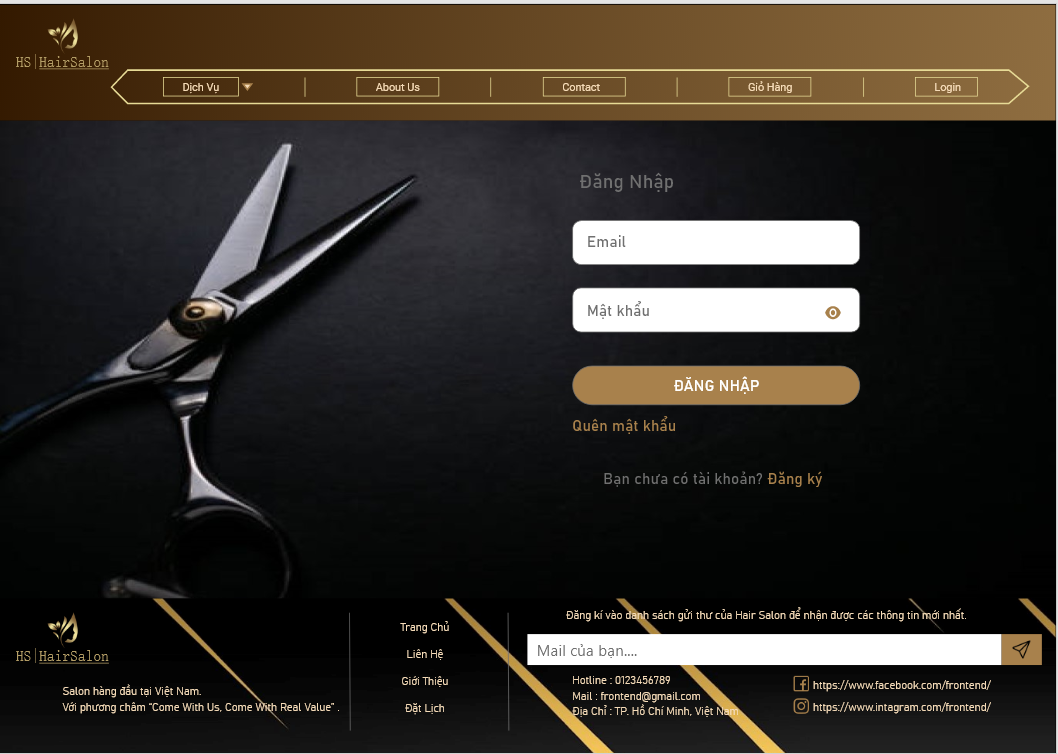 HS|HairSalon
Dịch Vụ
About Us
Contact
Giỏ Hàng
Login
Đăng Nhập
Email
Mật khẩu
ĐĂNG NHẬP
Quên mật khẩu
Bạn chưa có tài khoản? Đăng ký
HS|HairSalon
Salon hàng đầu tại Việt Nam.
Với phương châm "Come With Us, Come With Real Value" .
Trang Chủ
Liên Hệ
Giới Thiệu
Đặt Lịch
Đăng kí vào danh sách gửi thư của Hair Salon để nhận được các thông tin mới nhất.
Mail của bạn....
Hotline : 0123456789
Mail : frontend@gmail.com
Địa Chỉ : TP. Hồ Chí Minh, Việt Nam
https://www.facebook.com/frontend/
https://www.intagram.com/frontend/